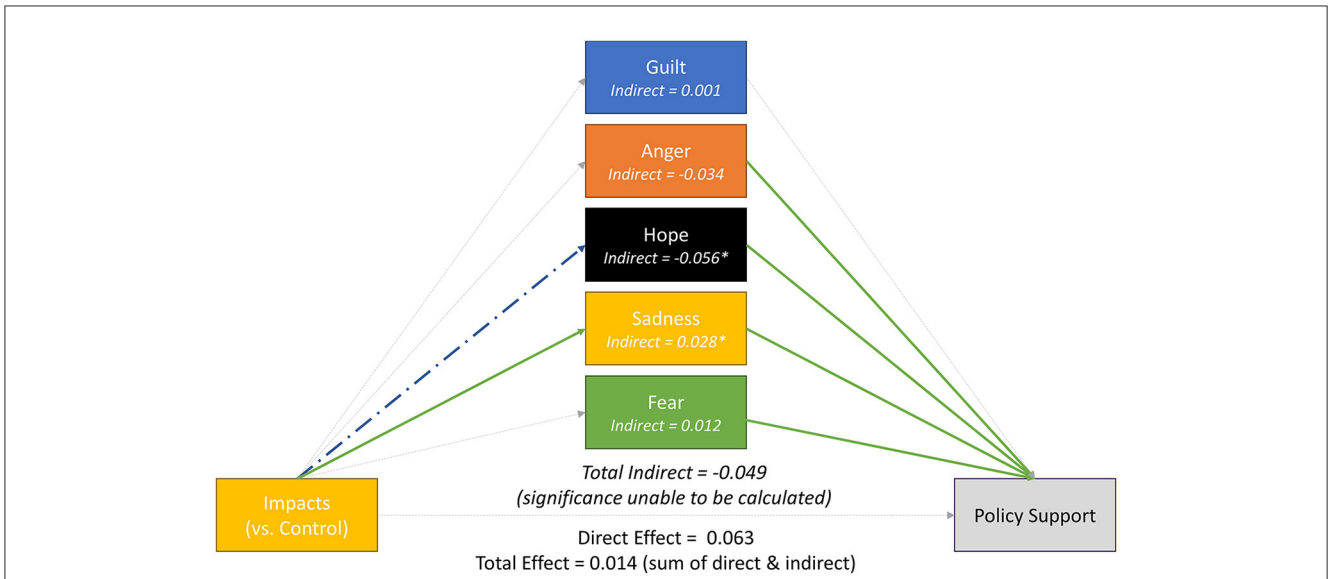 Guilt
Indirect = 0.001
Anger
Indirect = -0.034
Hope
Indirect = -0.056*
Sadness
Indirect = 0.028*
Fear
Indirect = 0.012
Total Indirect = -0.049
(significance unable to be calculated)
Impacts
(vs. Control)
Policy Support
Direct Effect = 0.063
Total Effect = 0.014 (sum of direct & indirect)